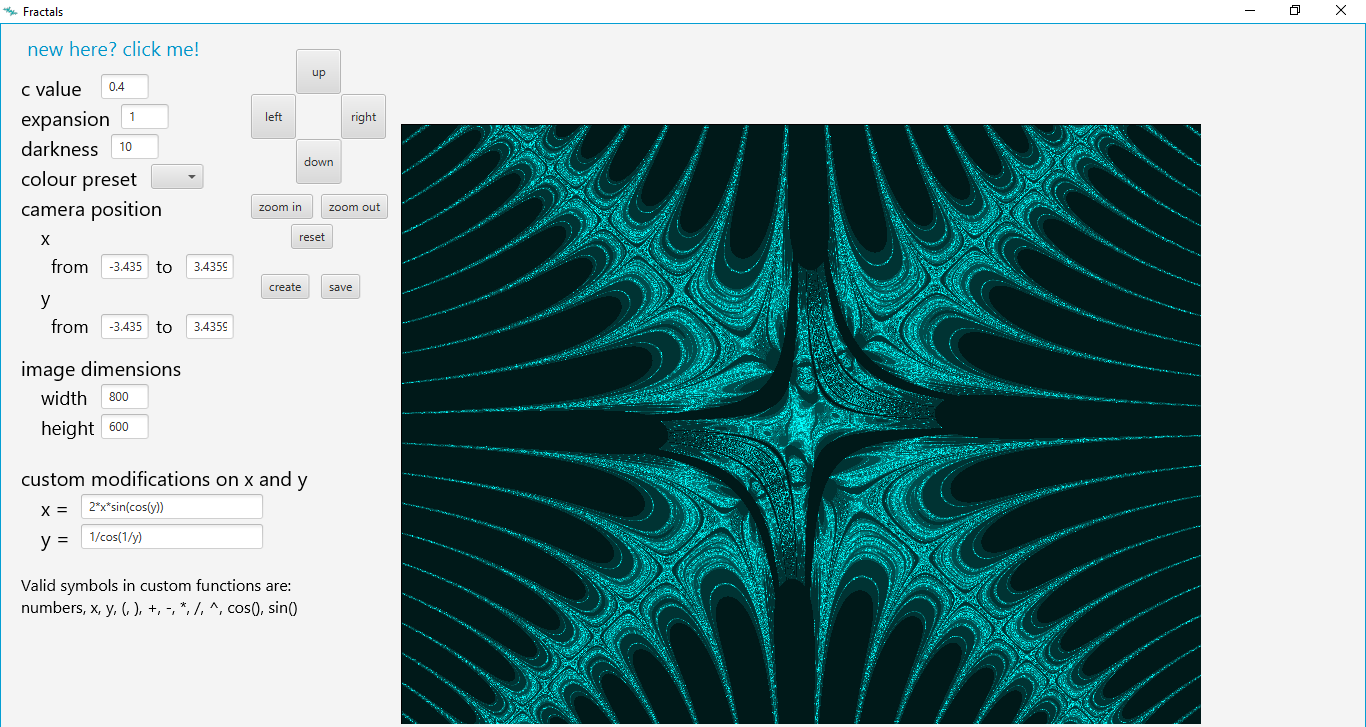 Fractals
new here? click me!
up
left
right
down
zoom in
zoom out
reset
create
save
c value 0.4
expansion 1
darkness 10
colour preset
camera position
x
from -3.435 to 3.4359
y
from -3.435 to 3.4359
image dimensions
width 800
height 600
custom modifications on x and y
x = 2*x*sin(cos(y))
y = 1/cos(1/y)
Valid symbols in custom functions are:
numbers, x, y, (, ), +, -, *, /, ^, cos(), sin()